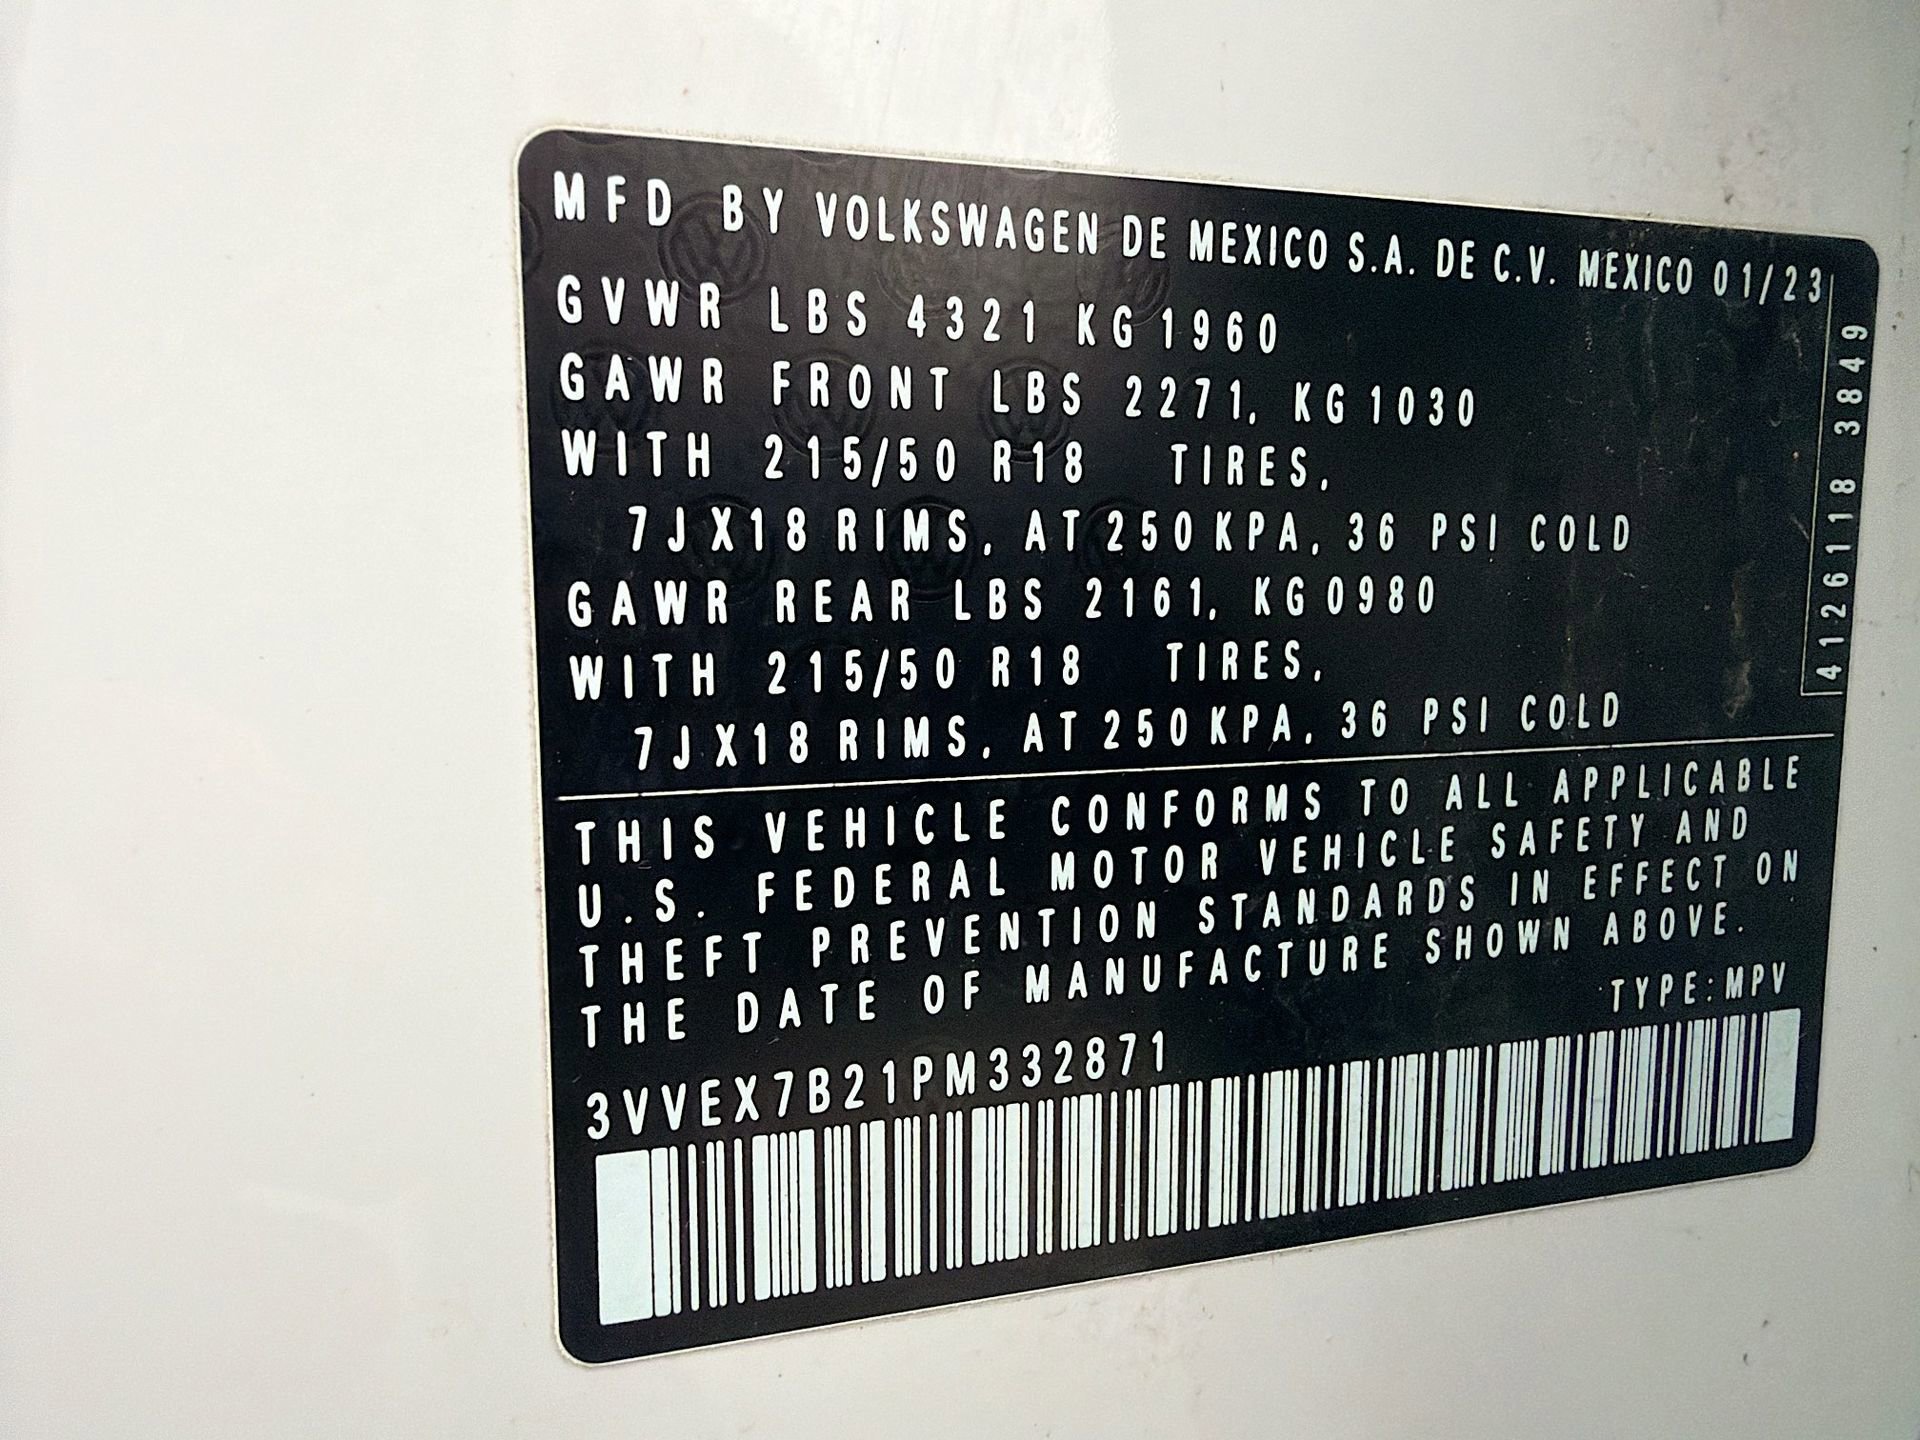 MFD BY VOLKSWAGEN DE MEXICO S.A. DE C.V. MEXICO 01/23
GVWR LBS 4321 KG 1960
GAWR FRONT LBS 2271, KG 1030
WITH 215/50 R18 TIRES,
7JX18 RIMS, AT 250 KPA, 36 PSI COLD
GAWR REAR LBS 2161, KG 0980
WITH 215/50 R18 TIRES,
7JX18 RIMS, AT 250 KPA, 36 PSI COLD
4126118 3849
THIS VEHICLE CONFORMS TO ALL APPLICABLE
U.S. FEDERAL MOTOR VEHICLE SAFETY AND
THEFT PREVENTION STANDARDS IN EFFECT ON
THE DATE OF MANUFACTURE SHOWN ABOVE.
TYPE:MPV
3VVEX7B21PM332871